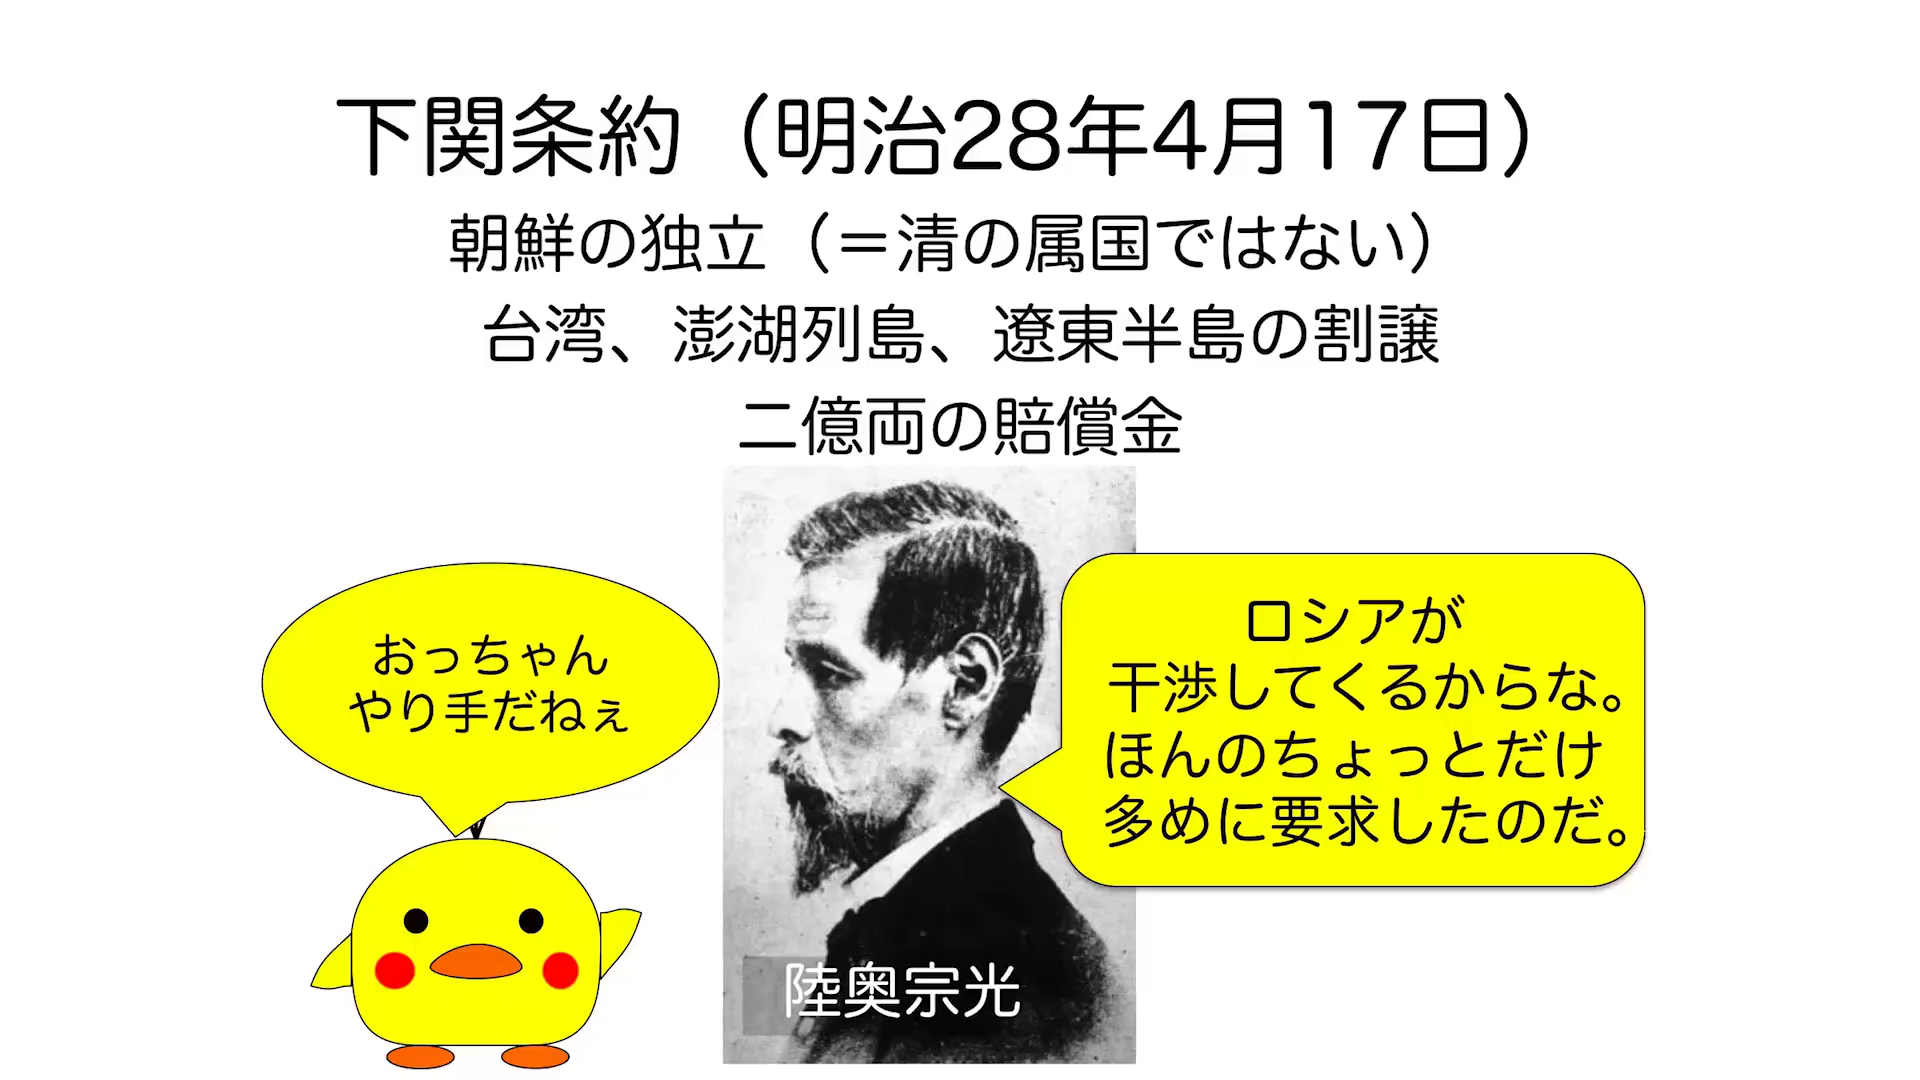 下関条約（明治28年4月17日）
朝鮮の独立（＝清の属国ではない）
台湾、澎湖列島、遼東半島の割譲
二億両の賠償金
おっちゃん
やり手だねぇ
ロシアが
干渉してくるからな。
ほんのちょっとだけ
多めに要求したのだ。
陸奥宗光